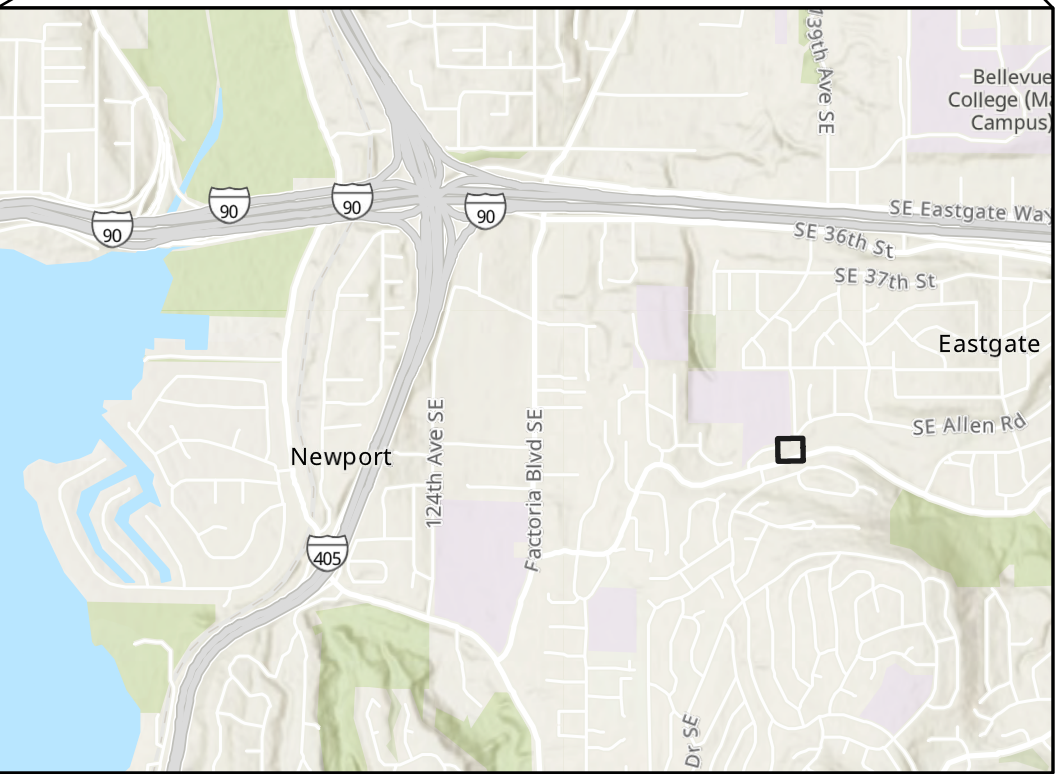 139th Ave SE
Bellevue
College (Ma
Campus)
90
90
90
90
SE Eastgate Way
SE 36th St
SE 37th St
Eastgate
SE Allen Rd
Newport
124th Ave SE
Factoria Blvd SE
405
Dr SE